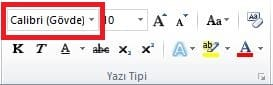 Calibri (Gövde) 10 A A Aa
K T A abc x₂ x² A ab A
Yazı Tipi